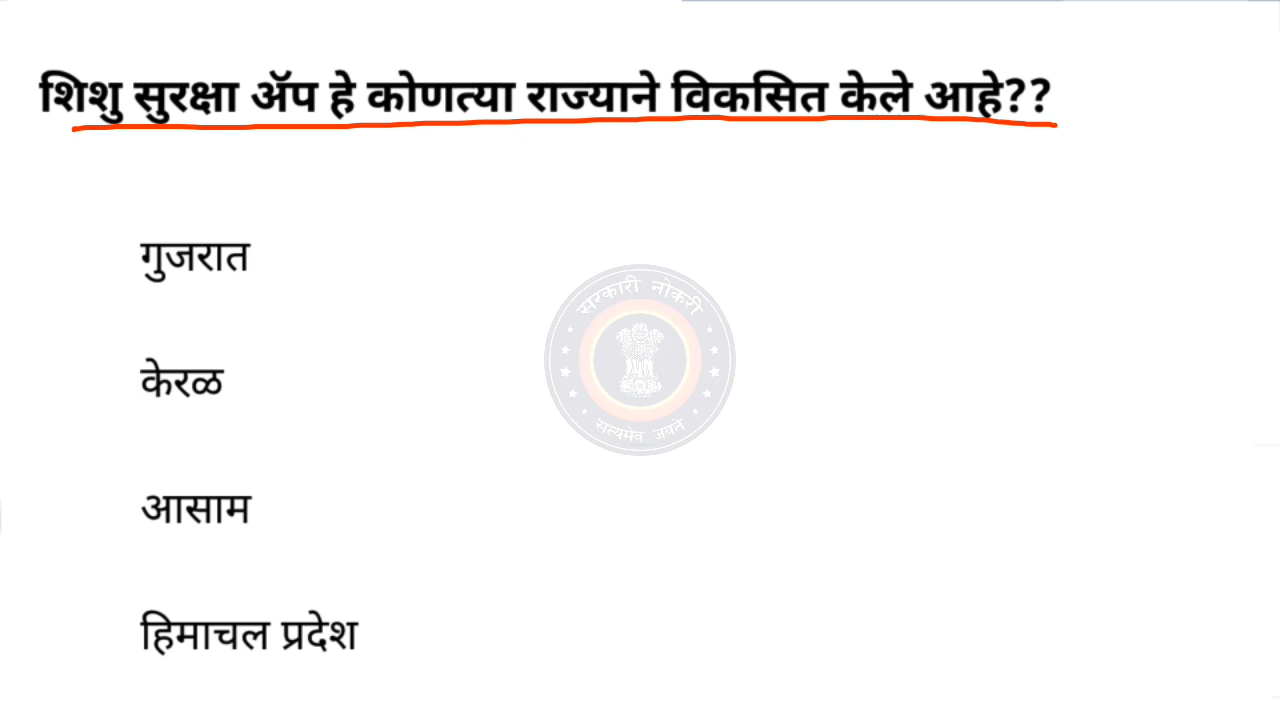 शिशु सुरक्षा ॲप हे कोणत्या राज्याने विकसित केले आहे??
गुजरात
सरकारी नोकरी
केरळ
सत्यमेव जयते
आसाम
हिमाचल प्रदेश